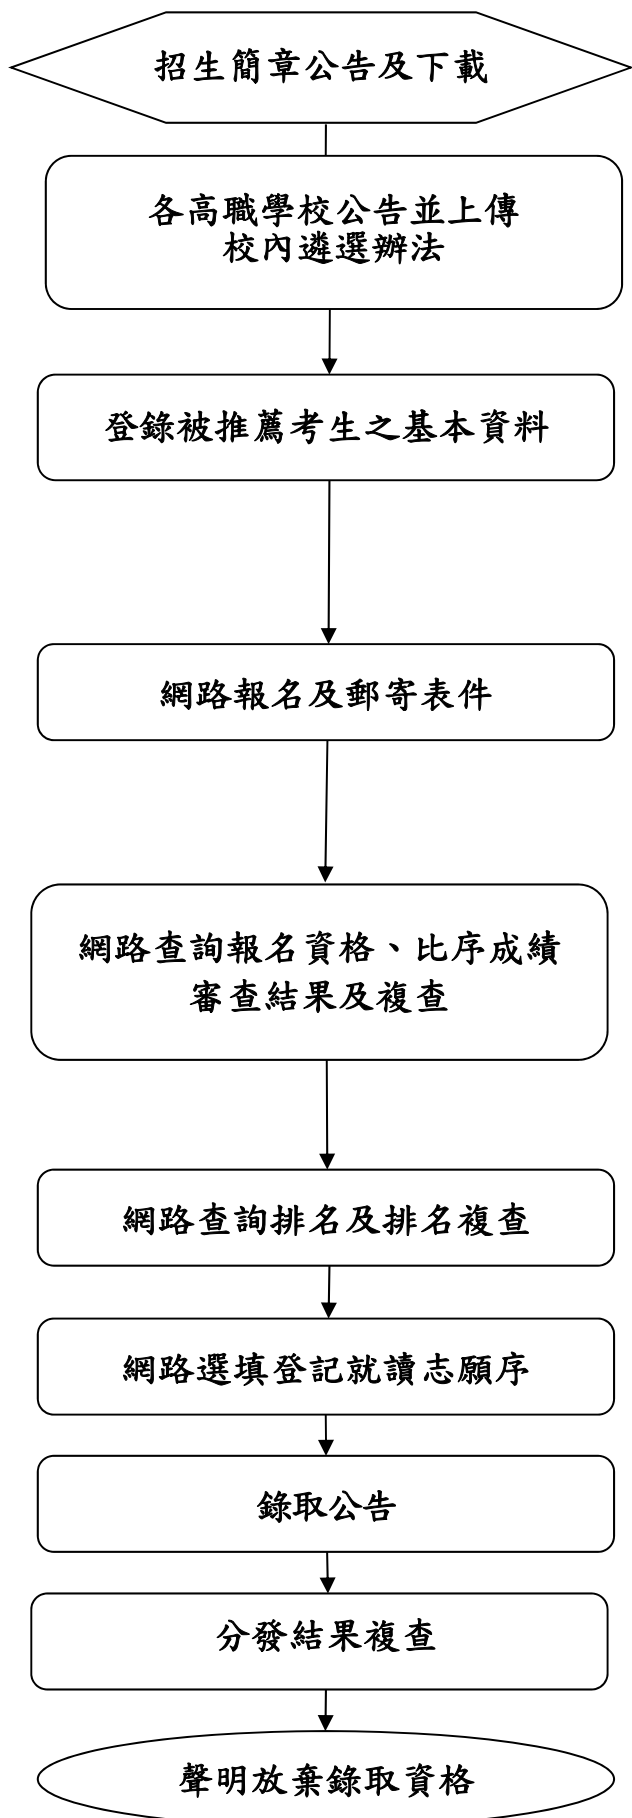 招生簡章公告及下載
各高職學校公告並上傳
校內遴選辦法
登錄被推薦考生之基本資料
網路報名及郵寄表件
網路查詢報名資格、比序成績
審查結果及複查
網路查詢排名及排名複查
網路選填登記就讀志願序
錄取公告
分發結果複查
聲明放棄錄取資格